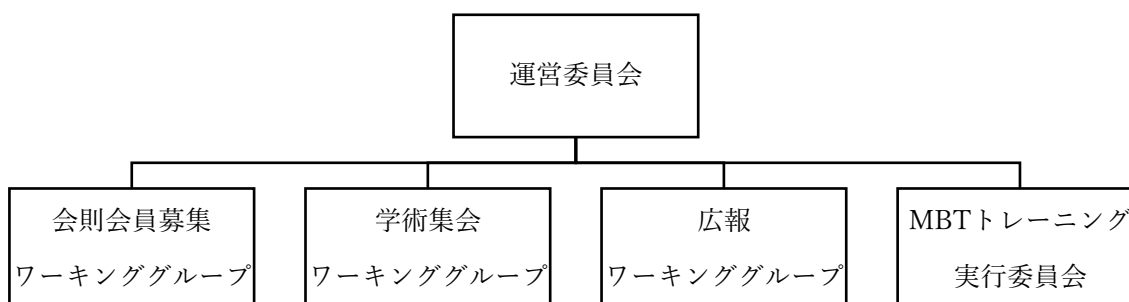 運営委員会
会則会員募集
ワーキンググループ
学術集会
ワーキンググループ
広報
ワーキンググループ
MBTトレーニング
実行委員会